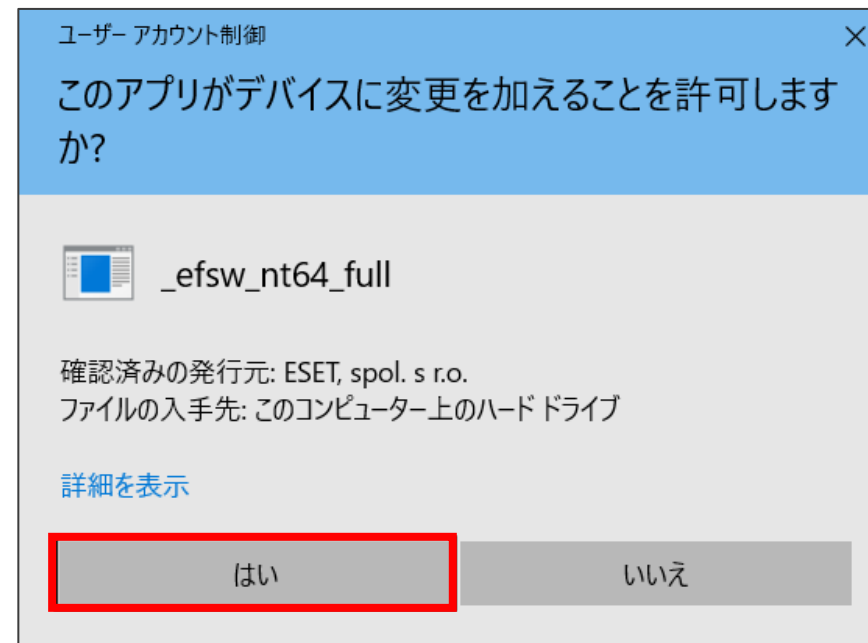 ユーザー アカウント制御
このアプリがデバイスに変更を加えることを許可します
か?
_efsw_nt64_full
確認済みの発行元: ESET, spol. s r.o.
ファイルの入手先: このコンピューター上のハード ドライブ
詳細を表示
はい
いいえ